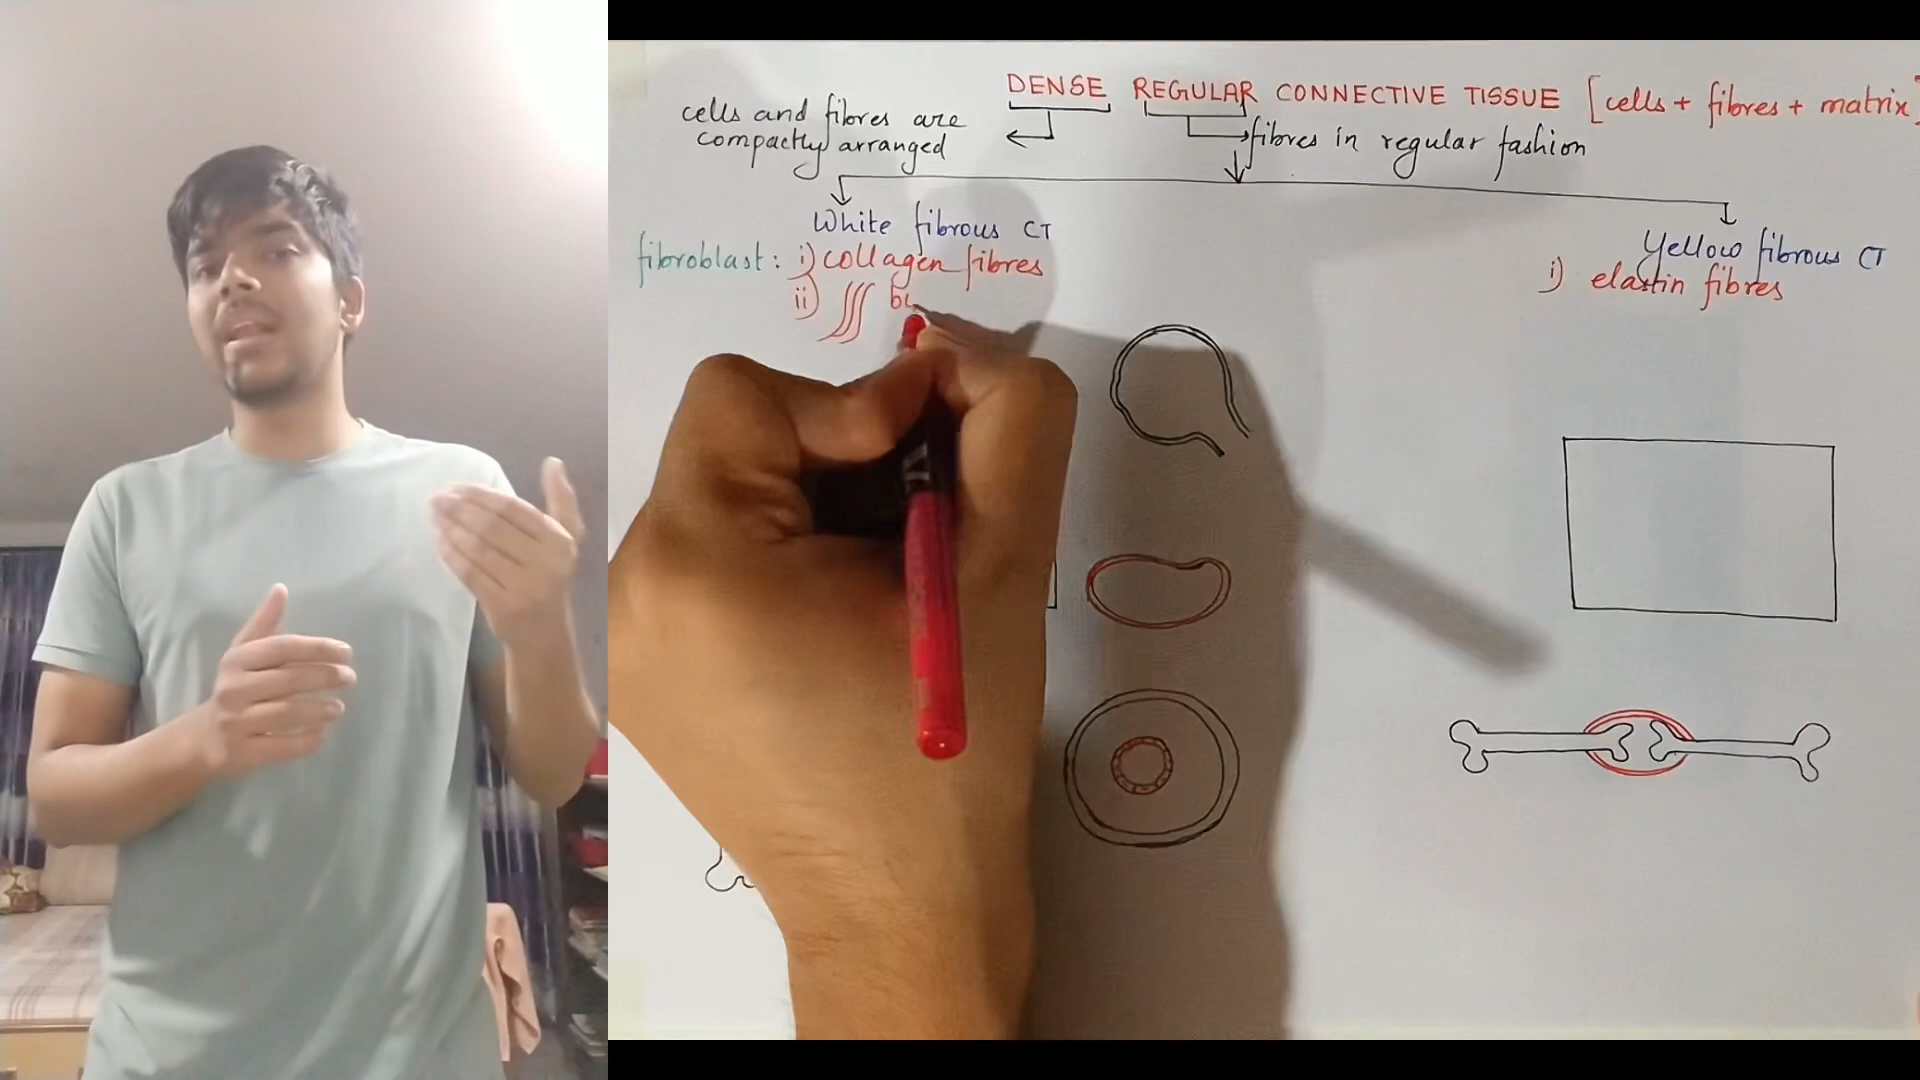 DENSE REGULAR CONNECTIVE TISSUE [cells + fibres + matrix]
cells and fibres are
compactly arranged
fibres in regular fashion
White fibrous CT
Yellow fibrous CT
fibroblast: i) collagen fibres
i) elastin fibres
ii)